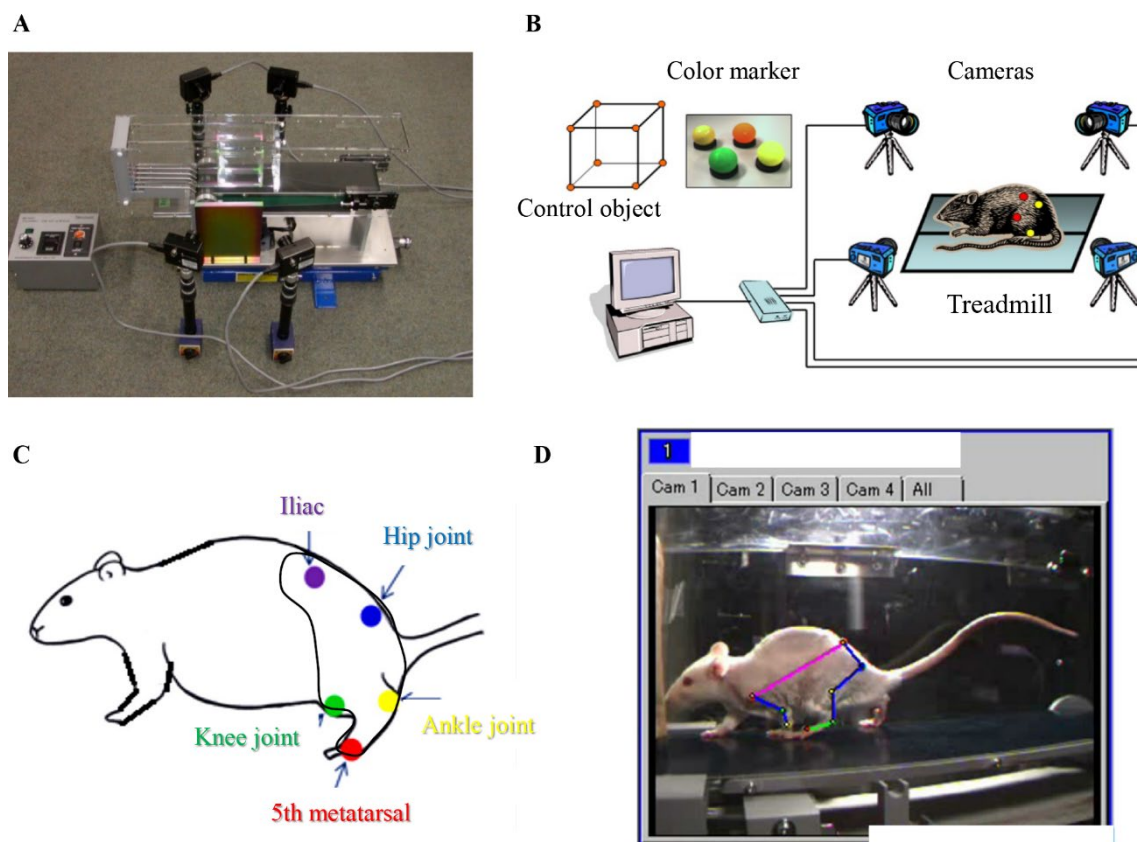 A
B
Color marker
Cameras
Control object
Treadmill
C
D
Iliac
Hip joint
Knee joint
Ankle joint
5th metatarsal
1
Cam 1
Cam 2
Cam 3
Cam 4
All